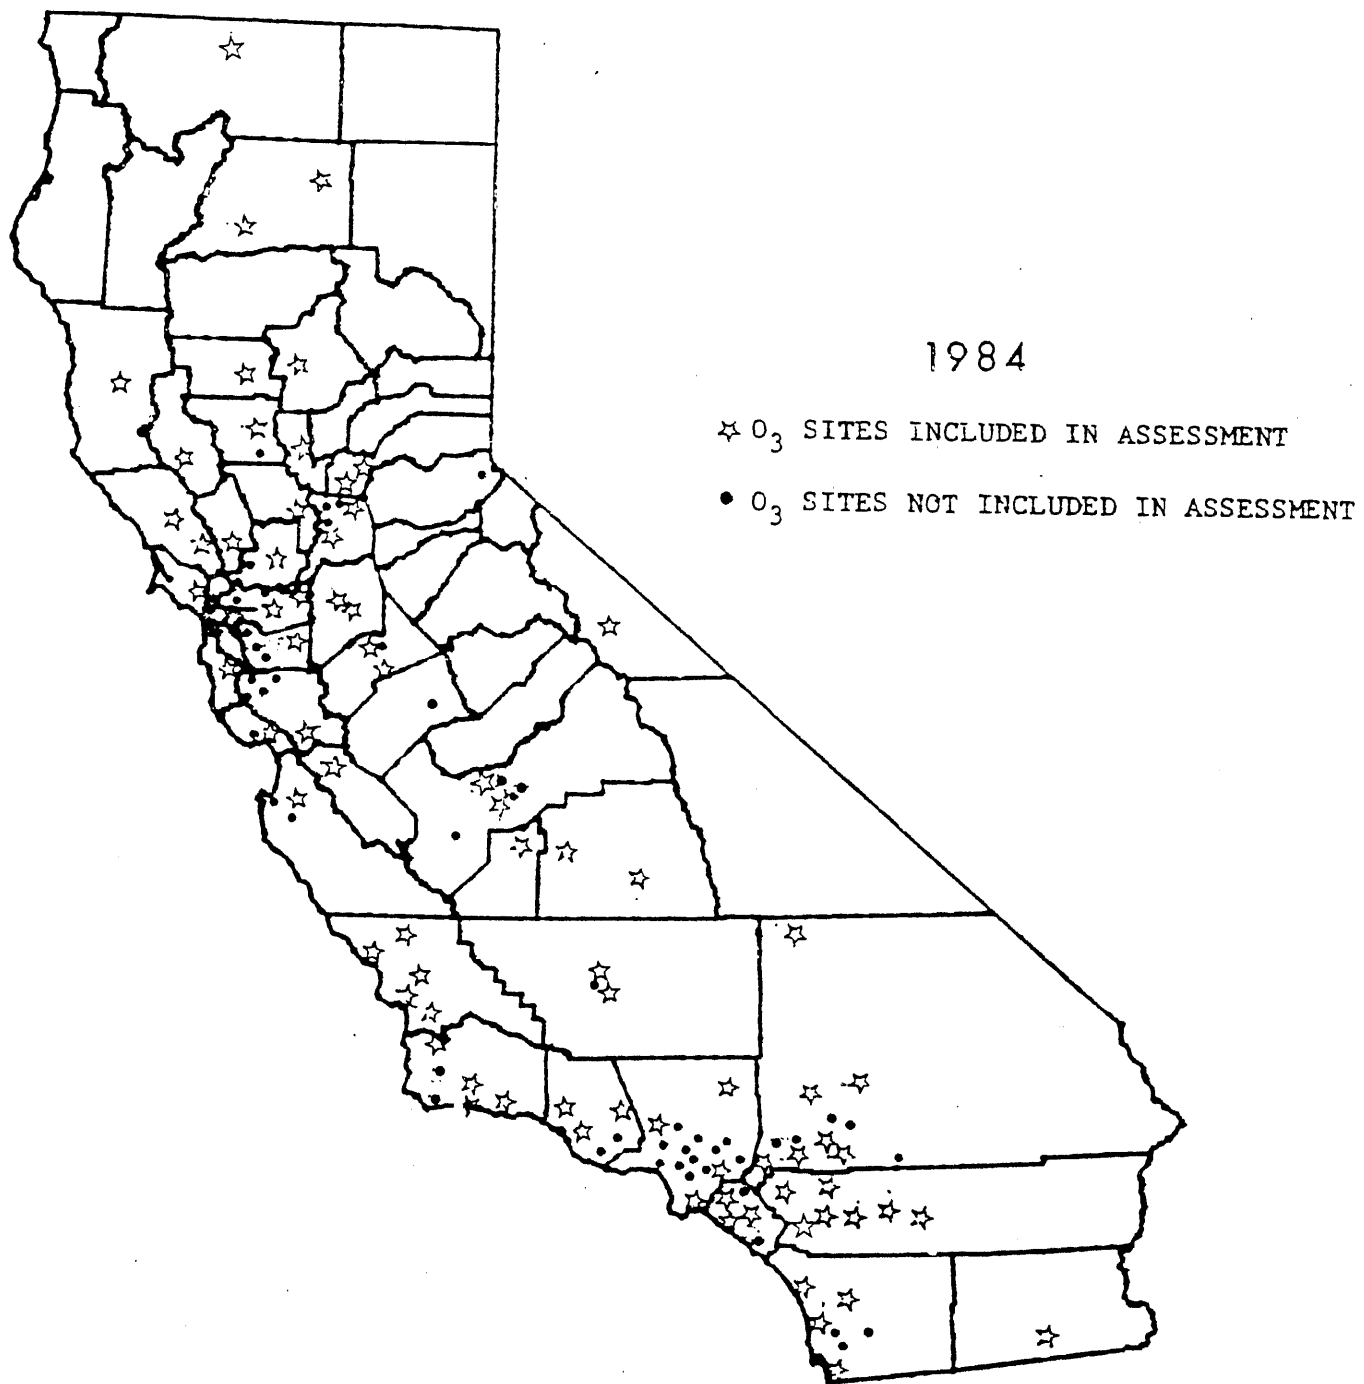 1984
☆ O₃ SITES INCLUDED IN ASSESSMENT
• O₃ SITES NOT INCLUDED IN ASSESSMENT